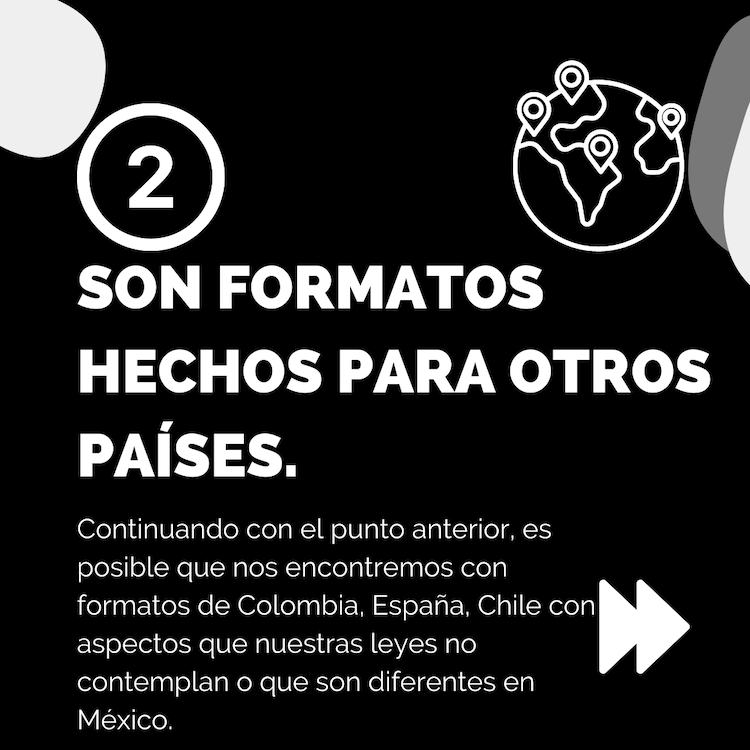 2
SON FORMATOS
HECHOS PARA OTROS
PAÍSES.
Continuando con el punto anterior, es
posible que nos encontremos con
formatos de Colombia, España, Chile con
aspectos que nuestras leyes no
contemplan o que son diferentes en
México.